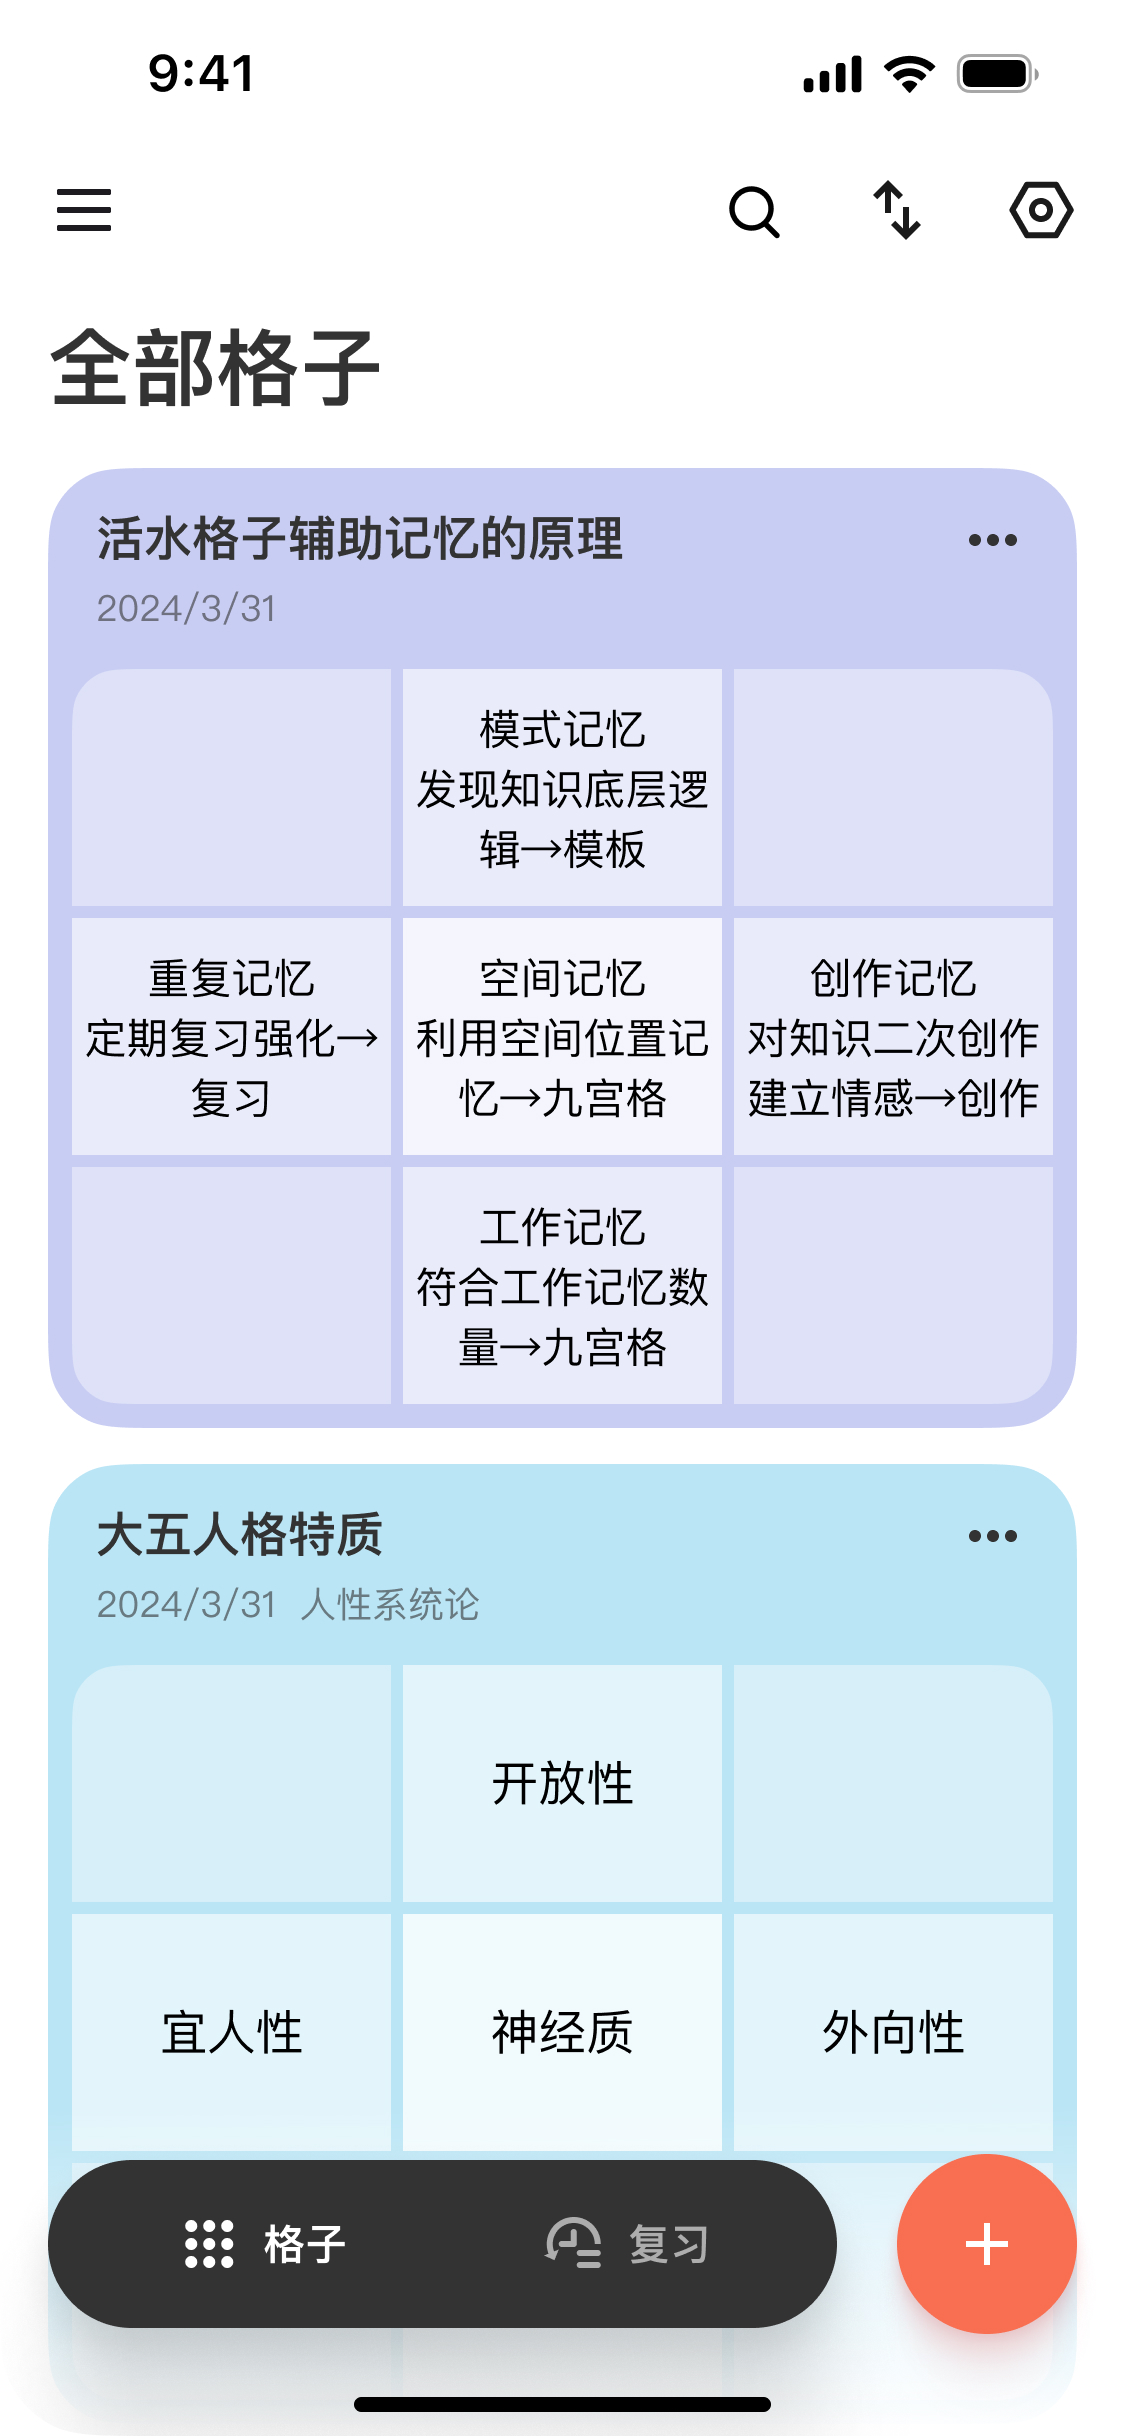 9:41
全部格子
活水格子辅助记忆的原理
2024/3/31
模式记忆
发现知识底层逻
辑→模板
重复记忆
定期复习强化→
复习
空间记忆
利用空间位置记
忆→九宫格
创作记忆
对知识二次创作
建立情感→创作
工作记忆
符合工作记忆数
量→九宫格
大五人格特质
2024/3/31 人性系统论
开放性
宜人性
神经质
外向性
格子
复习